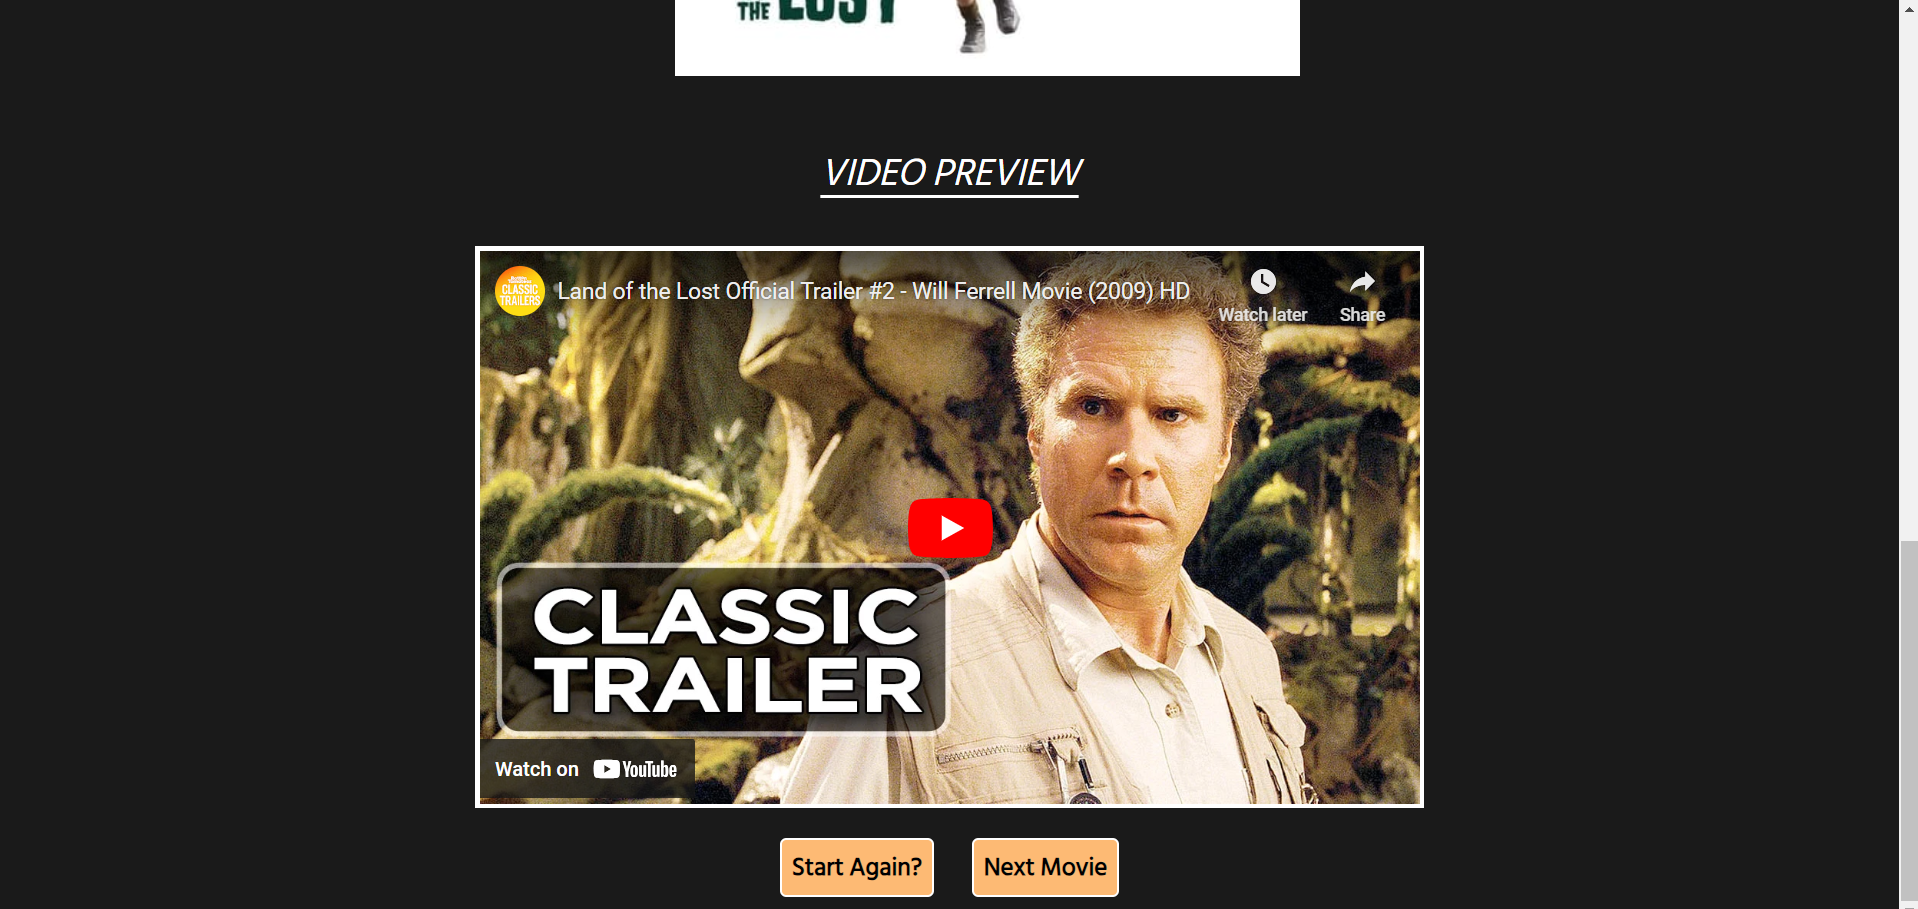 THE LOST
VIDEO PREVIEW
CLASSIC
TRAILERS
Land of the Lost Official Trailer #2 - Will Ferrell Movie (2009) HD
Watch later
Share
CLASSIC
TRAILER
Watch on YouTube
Start Again?
Next Movie